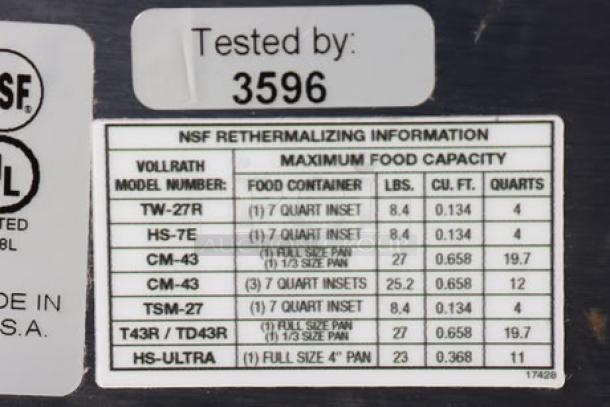 Tested by:
3596
SF®
UL
TED
8L
DE IN
S.A.
NSF RETHERMALIZING INFORMATION
VOLLRATH MODEL NUMBER: MAXIMUM FOOD CAPACITY
FOOD CONTAINER LBS. CU. FT. QUARTS
TW-27R (1) 7 QUART INSET 8.4 0.134 4
HS-7E (1) 7 QUART INSET 8.4 0.134 4
CM-43 (1) FULL SIZE PAN (1) 1/3 SIZE PAN 27 0.658 19.7
CM-43 (3) 7 QUART INSETS 25.2 0.658 12
TSM-27 (1) 7 QUART INSET 8.4 0.134 4
T43R / TD43R (1) FULL SIZE PAN (1) 1/3 SIZE PAN 27 0.658 19.7
HS-ULTRA (1) FULL SIZE 4" PAN 23 0.368 11
17428